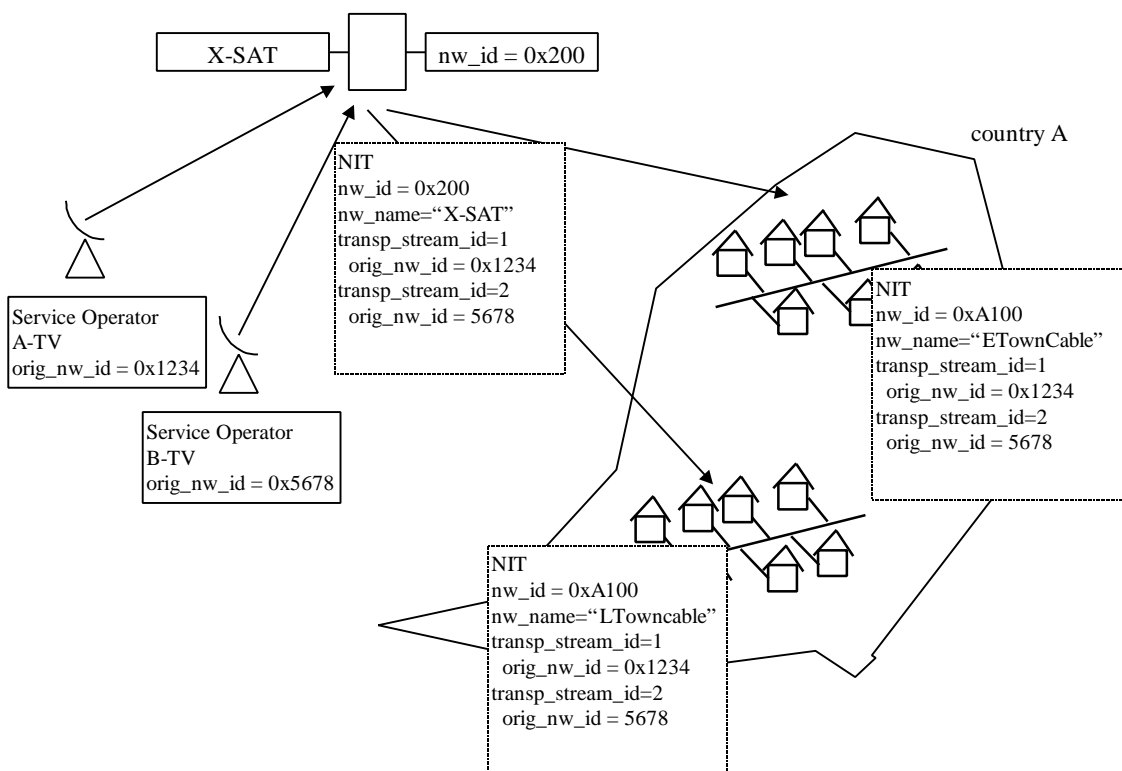 X-SAT
nw_id = 0x200
country A
NIT
nw_id = 0x200
nw_name=“X-SAT”
transp_stream_id=1
orig_nw_id = 0x1234
transp_stream_id=2
orig_nw_id = 5678
Service Operator
A-TV
orig_nw_id = 0x1234
Service Operator
B-TV
orig_nw_id = 0x5678
NIT
nw_id = 0xA100
nw_name=“ETownCable”
transp_stream_id=1
orig_nw_id = 0x1234
transp_stream_id=2
orig_nw_id = 5678
NIT
nw_id = 0xA100
nw_name=“LTowncable”
transp_stream_id=1
orig_nw_id = 0x1234
transp_stream_id=2
orig_nw_id = 5678